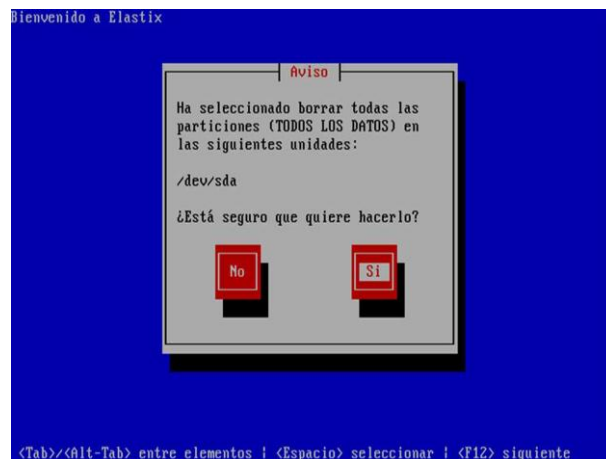 Bienvenido a Elastix
Aviso
Ha seleccionado borrar todas las
particiones (TODOS LOS DATOS) en
las siguientes unidades:
/dev/sda
¿Está seguro que quiere hacerlo?
No
Si
<Tab>/<Alt-Tab> entre elementos | <Espacio> seleccionar | <F12> siguiente